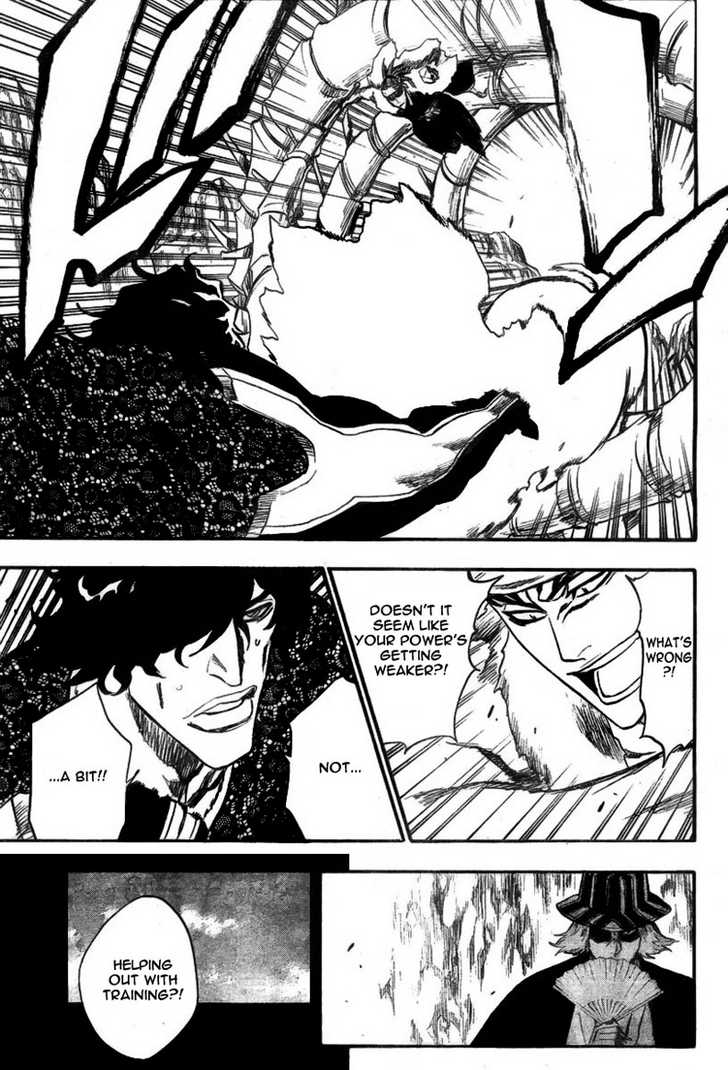 WHAT'S
WRONG
?!
DOESN'T IT
SEEM LIKE
YOUR POWER'S
GETTING
WEAKER?!
NOT...
...A BIT!!
HELPING
OUT WITH
TRAINING?!